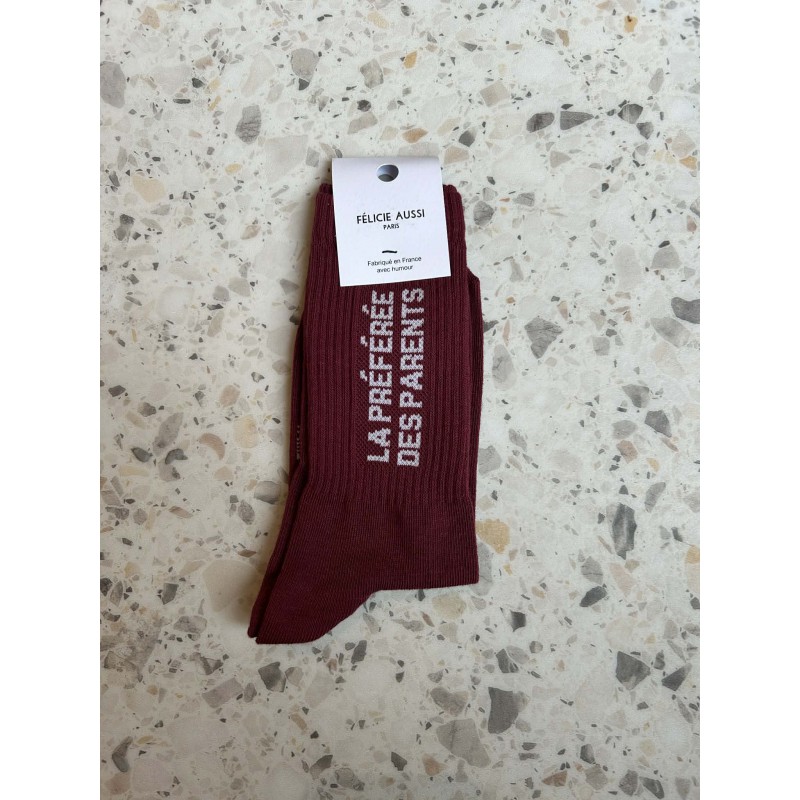 FÉLICIE AUSSI
PARIS
Fabriqué en France
avec humour
LA PRÉFÉRÉE
DES PARENTS